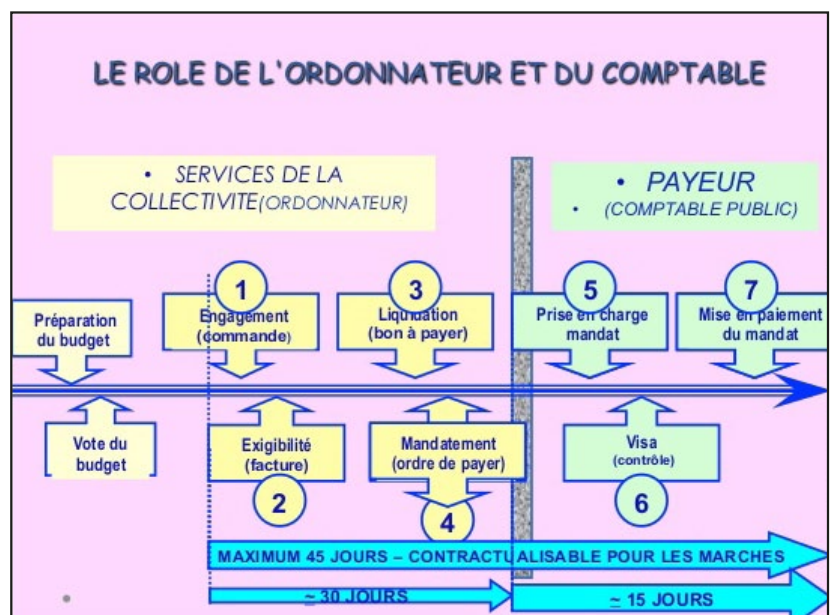 LE ROLE DE L'ORDONNATEUR ET DU COMPTABLE
• SERVICES DE LA
COLLECTIVITE(ORDONNATEUR)
• PAYEUR
• (COMPTABLE PUBLIC)
1
3
5
7
Préparation
du budget
Engagement
(commande)
Liquidation
(bon à payer)
Prise en charge
mandat
Mise en paiement
du mandat
Vote du
budget
Exigibilité
(facture)
Mandatement
(ordre de payer)
Visa
(contrôle)
2
4
6
MAXIMUM 45 JOURS – CONTRACTUALISABLE POUR LES MARCHES
~ 30 JOURS
~ 15 JOURS